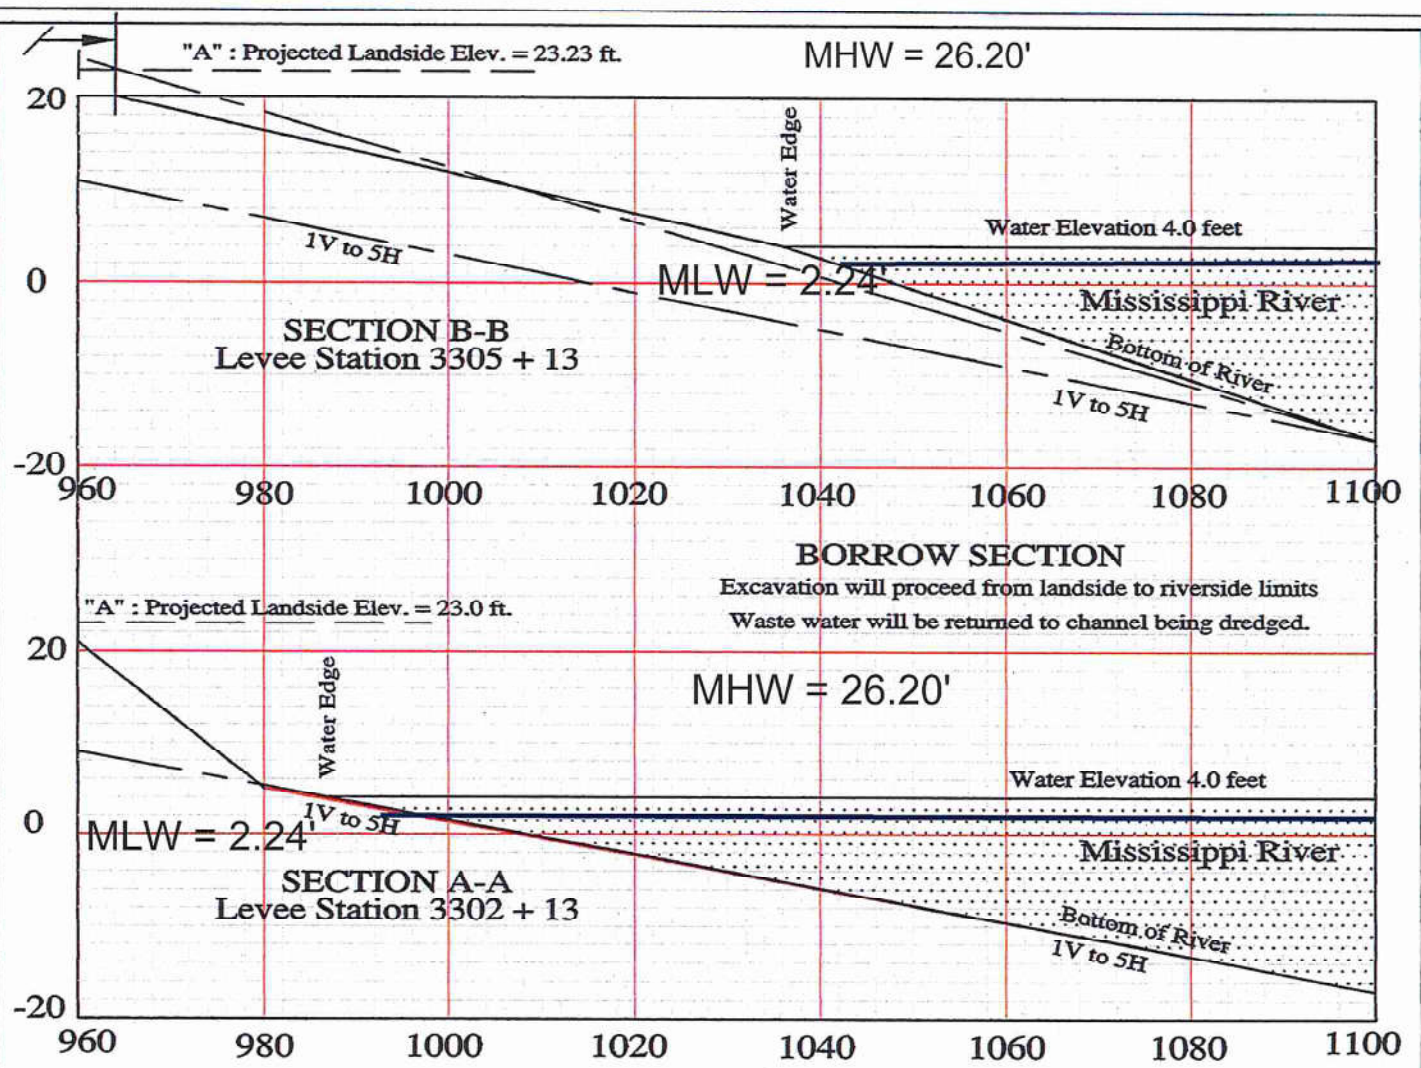 "A" : Projected Landside Elev. = 23.23 ft.
MHW = 26.20'
20
Water Edge
Water Elevation 4.0 feet
1V to 5H
0
MLW = 2.24'
Mississippi River
SECTION B-B
Levee Station 3305 + 13
Bottom of River
1V to 5H
-20
960 980 1000 1020 1040 1060 1080 1100
BORROW SECTION
Excavation will proceed from landside to riverside limits
Waste water will be returned to channel being dredged.
"A" : Projected Landside Elev. = 23.0 ft.
20
Water Edge
MHW = 26.20'
Water Elevation 4.0 feet
1V to 5H
0
MLW = 2.24'
Mississippi River
SECTION A-A
Levee Station 3302 + 13
Bottom of River
1V to 5H
-20
960 980 1000 1020 1040 1060 1080 1100